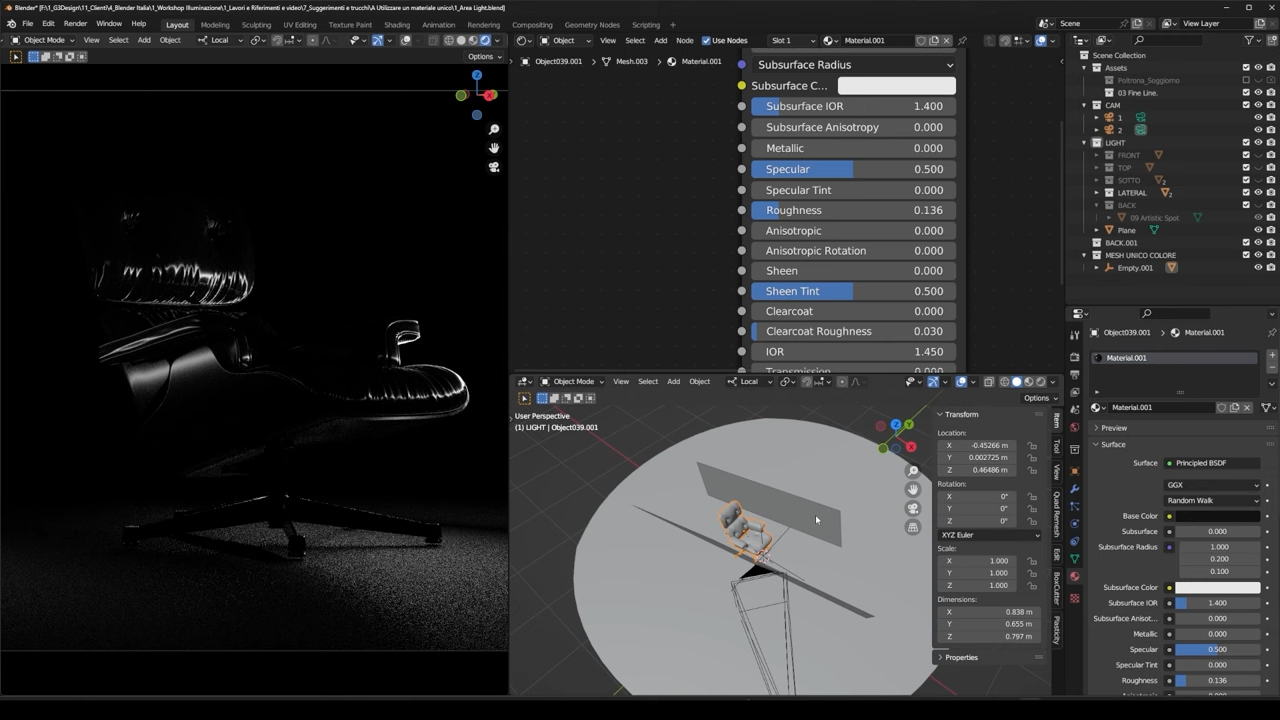 Blender* [F:\1_G3Design\11_Clienti\4_Blender Italia\1_Workshop Illuminazione\1_Lavori e Riferimenti e video\7_Suggerimenti e trucchi\A Utilizzare un materiale unico\1_Area Light.blend]
File Edit Render Window Help Layout Modeling Sculpting UV Editing Texture Paint Shading Animation Rendering Compositing Geometry Nodes Scripting + Scene View Layer
Object Mode View Select Add Object Local
Options
Object View Select Add Node Use Nodes Slot 1 Material.001
Object039.001 > Mesh.003 > Material.001
Subsurface Radius
Subsurface C...
Subsurface IOR 1.400
Subsurface Anisotropy 0.000
Metallic 0.000
Specular 0.500
Specular Tint 0.000
Roughness 0.136
Anisotropic 0.000
Anisotropic Rotation 0.000
Sheen 0.000
Sheen Tint 0.500
Clearcoat 0.000
Clearcoat Roughness 0.030
IOR 1.450
Transmission 0.000
Object Mode View Select Add Object Local
Options
User Perspective
(1) LIGHT | Object039.001
Transform
Location:
X -0.45266 m
Y 0.002725 m
Z 0.46486 m
Rotation:
X 0°
Y 0°
Z 0°
XYZ Euler
Scale:
X 1.000
Y 1.000
Z 1.000
Dimensions:
X 0.838 m
Y 0.655 m
Z 0.797 m
Properties
Item
Tool
View
Quad Remesh
Edit
BoxCutter
Plasticity
Scene Collection
Assets
Poltrona_Soggiorno
03 Fine Line.
CAM
1
2
LIGHT
FRONT
TOP
SOTTO 2
LATERAL 2
BACK
09 Artistic Spot
Plane
BACK.001
MESH UNICO COLORE
Empty.001
Object039.001 > Material.001
Material.001
Material.001
Preview
Surface
Surface Principled BSDF
GGX
Random Walk
Base Color
Subsurface 0.000
Subsurface Radius 1.000
0.200
0.100
Subsurface Color
Subsurface IOR 1.400
Subsurface Anisot... 0.000
Metallic 0.000
Specular 0.500
Specular Tint 0.000
Roughness 0.136